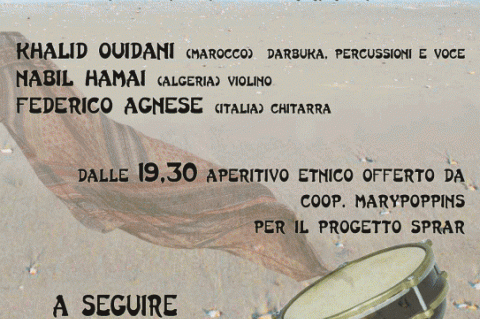 KHALID OUIDANI (MAROCCO) DARBUKA, PERCUSSIONI E VOCE
NABIL HAMAI (ALGERIA) VIOLINO
FEDERICO AGNESE (ITALIA) CHITARRA
DALLE 19,30 APERITIVO ETNICO OFFERTO DA
COOP. MARYPOPPINS
PER IL PROGETTO SPRAR
A SEGUIRE